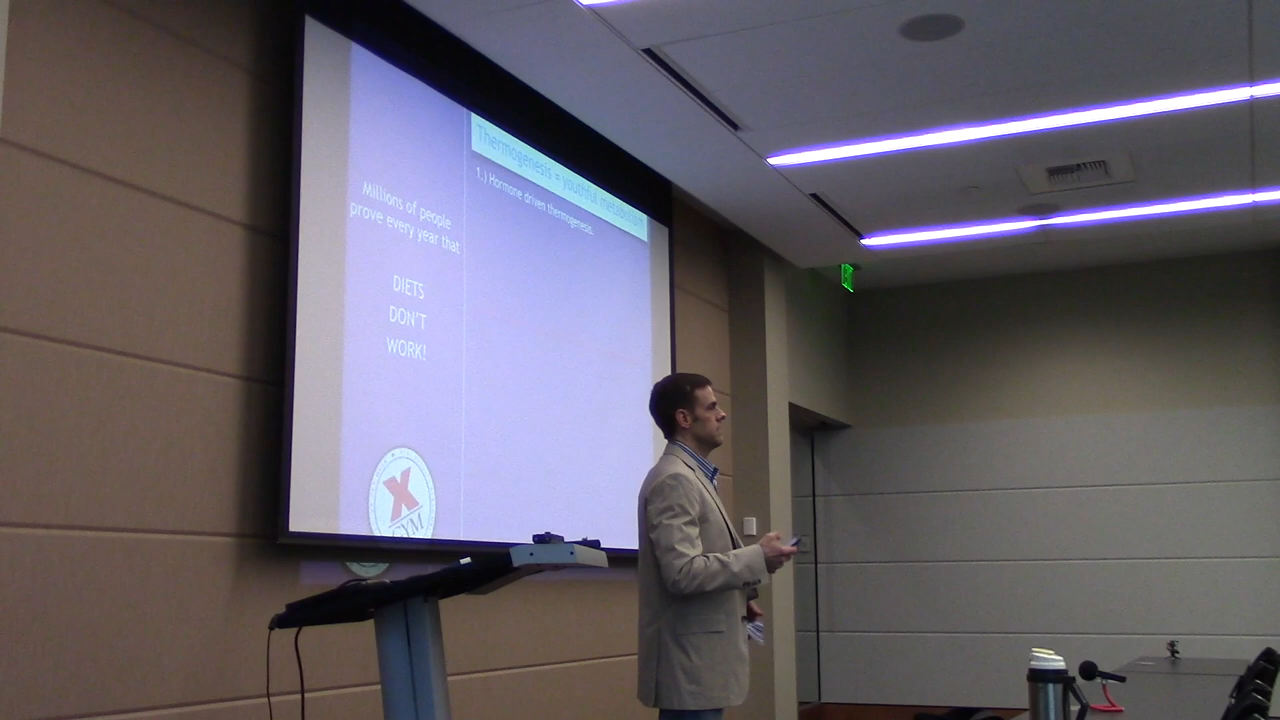 Millions of people
prove every year that
DIETS
DON'T
WORK!
Thermogenesis = youthful metabolism
1.) Hormone driven thermogenesis.
X
GYM